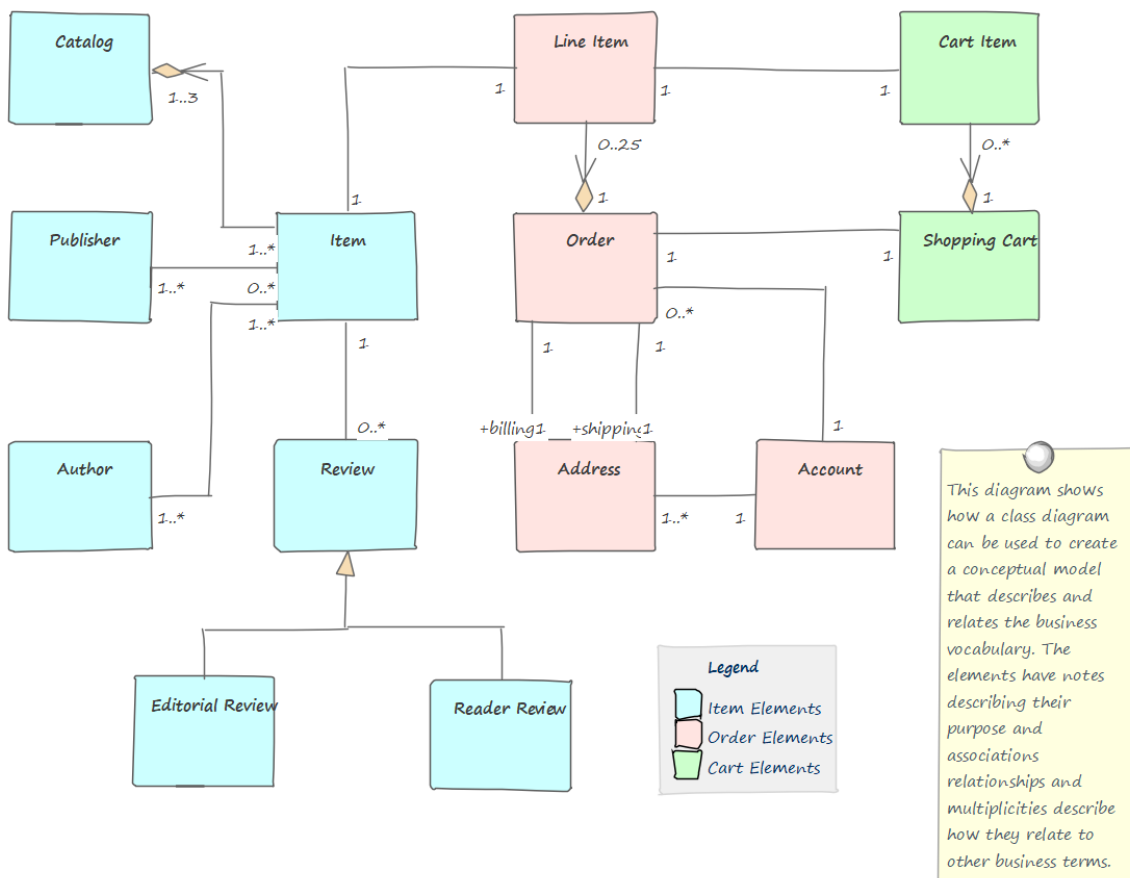 Catalog
Line Item
Cart Item
1..3
1
1
1
0..25
0..*
1
1
1
Publisher
Item
Order
Shopping Cart
1..*
1
1
1..*
0..*
0..*
1..*
1
1
1
0..*
1
+billing
1
+shipping
1
Author
Review
Address
Account
1..*
1..*
1
This diagram shows
how a class diagram
can be used to create
a conceptual model
that describes and
relates the business
vocabulary. The
elements have notes
describing their
purpose and
associations
relationships and
multiplicities describe
how they relate to
other business terms.
Editorial Review
Reader Review
Legend
Item Elements
Order Elements
Cart Elements